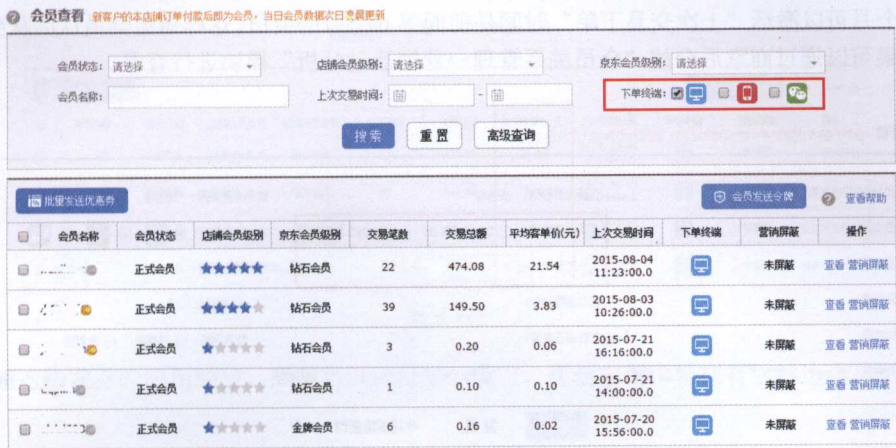 会员查看 新客户的本店铺订单付款后即为会员，当日会员数据次日凌晨更新
会员状态： 请选择 店铺会员级别： 请选择 京东会员级别： 请选择
会员名称： 上次交易时间： - 下单终端：
搜索 重置 高级查询
批量发送优惠券 会员发送令牌 查看帮助
会员名称 会员状态 店铺会员级别 京东会员级别 交易笔数 交易总额 平均客单价(元) 上次交易时间 下单终端 营销屏蔽 操作
正式会员 钻石会员 22 474.08 21.54 2015-08-04 11:23:00.0 未屏蔽 查看 营销屏蔽
正式会员 钻石会员 39 149.50 3.83 2015-08-03 10:26:00.0 未屏蔽 查看 营销屏蔽
正式会员 钻石会员 3 0.20 0.06 2015-07-21 16:16:00.0 未屏蔽 查看 营销屏蔽
正式会员 钻石会员 1 0.10 0.10 2015-07-21 14:00:00.0 未屏蔽 查看 营销屏蔽
正式会员 金牌会员 6 0.16 0.02 2015-07-20 15:56:00.0 未屏蔽 查看 营销屏蔽